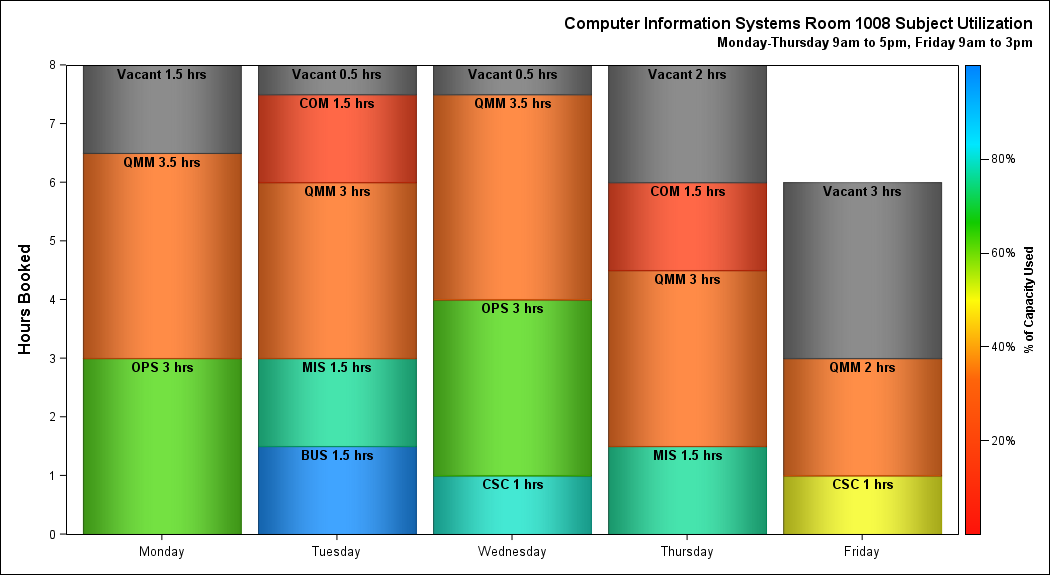 Computer Information Systems Room 1008 Subject Utilization
Monday-Thursday 9am to 5pm, Friday 9am to 3pm
Hours Booked
8
7
6
5
4
3
2
1
0
Vacant 1.5 hrs
QMM 3.5 hrs
OPS 3 hrs
Monday
Vacant 0.5 hrs
COM 1.5 hrs
QMM 3 hrs
MIS 1.5 hrs
BUS 1.5 hrs
Tuesday
Vacant 0.5 hrs
QMM 3.5 hrs
OPS 3 hrs
CSC 1 hrs
Wednesday
Vacant 2 hrs
COM 1.5 hrs
QMM 3 hrs
MIS 1.5 hrs
Thursday
Vacant 3 hrs
QMM 2 hrs
CSC 1 hrs
Friday
80%
60%
40%
20%
% of Capacity Used